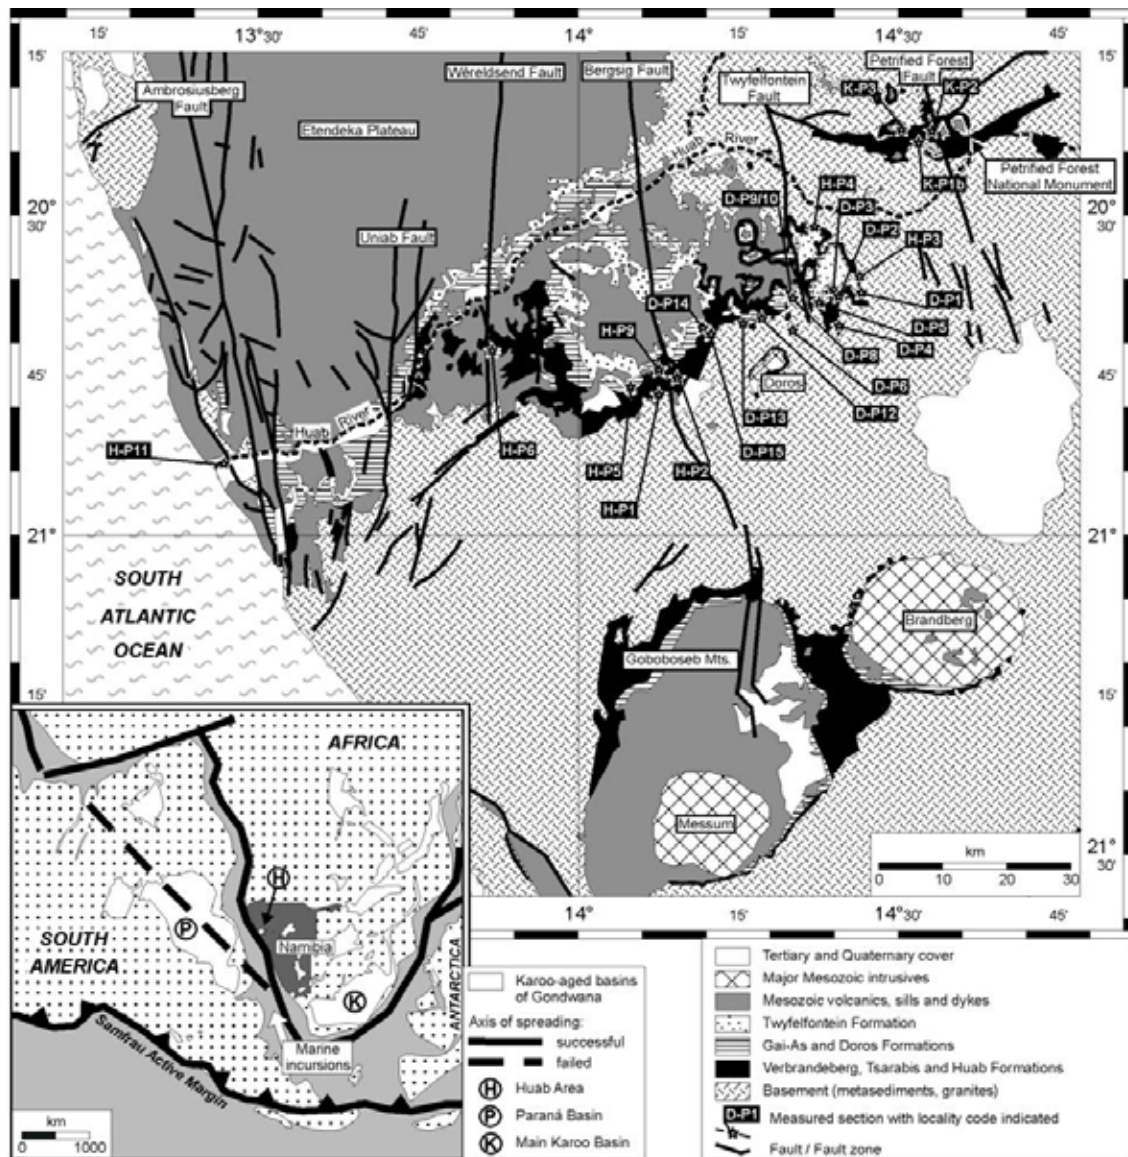 15'
13°30'
45'
14°
15'
14°30'
45'
15'
15'
Ambrosiusberg
Fault
Wêreldsend Fault
Bergsig Fault
Twyfelfontein
Fault
Petrified Forest
Fault
K-P3
K-P2
Etendeka Plateau
Huab
River
Petrified Forest
National Monument
K-P1b
20°
30'
20°
30'
D-P9/10
H-P4
D-P3
D-P2
H-P3
Uniab Fault
D-P14
H-P9
D-P1
D-P5
D-P4
D-P8
D-P6
D-P12
Doros
45'
45'
D-P13
D-P15
Huab
River
H-P11
H-P6
H-P5
H-P2
H-P1
21°
21°
SOUTH
ATLANTIC
OCEAN
Brandberg
Goboboseb Mts.
15'
15'
Messum
km
0 10 20 30
21°
30'
14°
15'
14°30'
45'
AFRICA
H
P
Namibia
SOUTH
AMERICA
K
ANTARCTICA
Marine
incursions
Samfrau Active Margin
km
0 1000
Karoo-aged basins
of Gondwana
Axis of spreading:
successful
failed
H Huab Area
P Paraná Basin
K Main Karoo Basin
Tertiary and Quaternary cover
Major Mesozoic intrusives
Mesozoic volcanics, sills and dykes
Twyfelfontein Formation
Gai-As and Doros Formations
Verbrandeberg, Tsarabis and Huab Formations
Basement (metasediments, granites)
D-P1 Measured section with locality code indicated
Fault / Fault zone